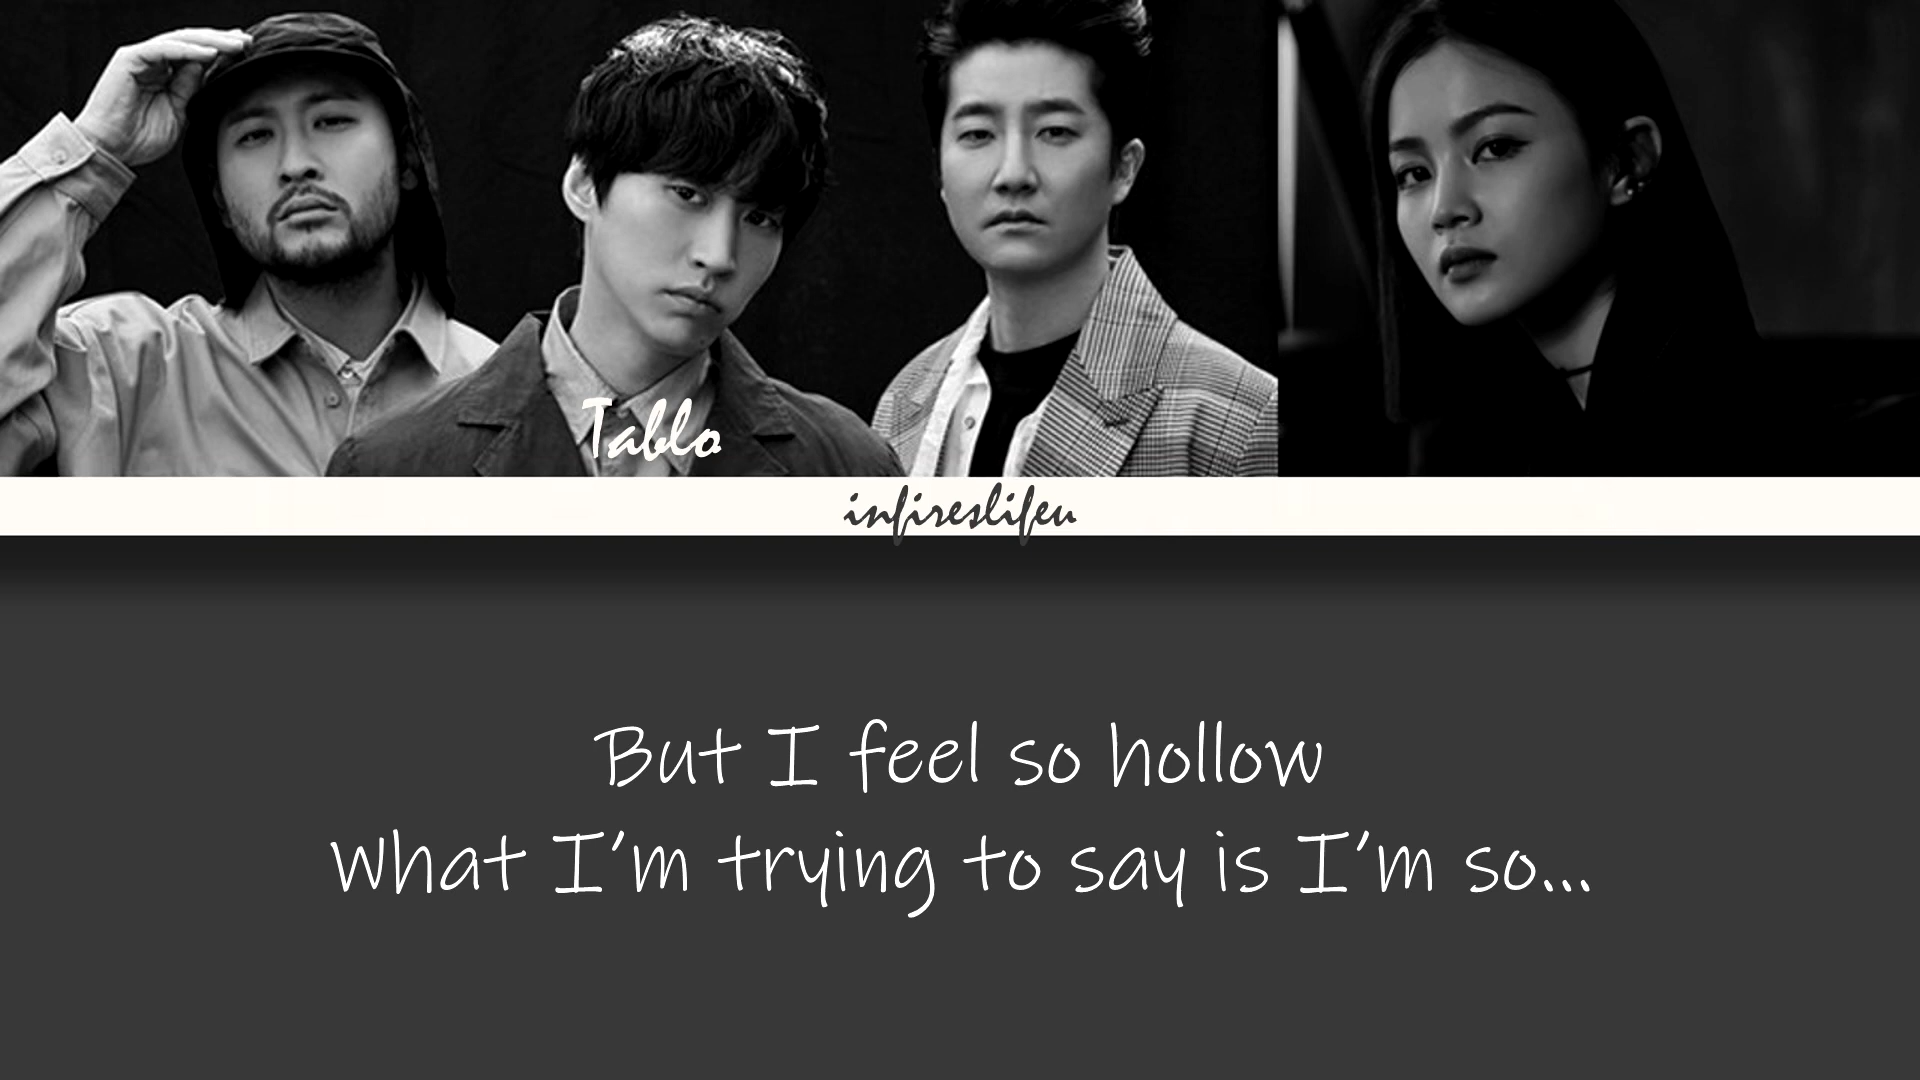 Tablo
infireslifeu
But I feel so hollow
What I'm trying to say is I'm so...